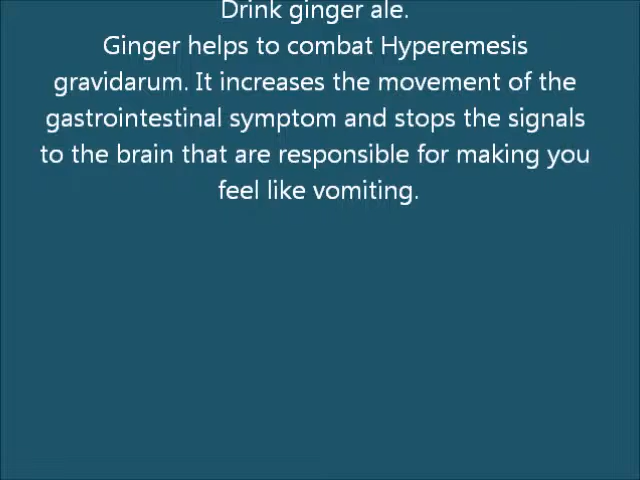 Drink ginger ale.
Ginger helps to combat Hyperemesis
gravidarum. It increases the movement of the
gastrointestinal symptom and stops the signals
to the brain that are responsible for making you
feel like vomiting.